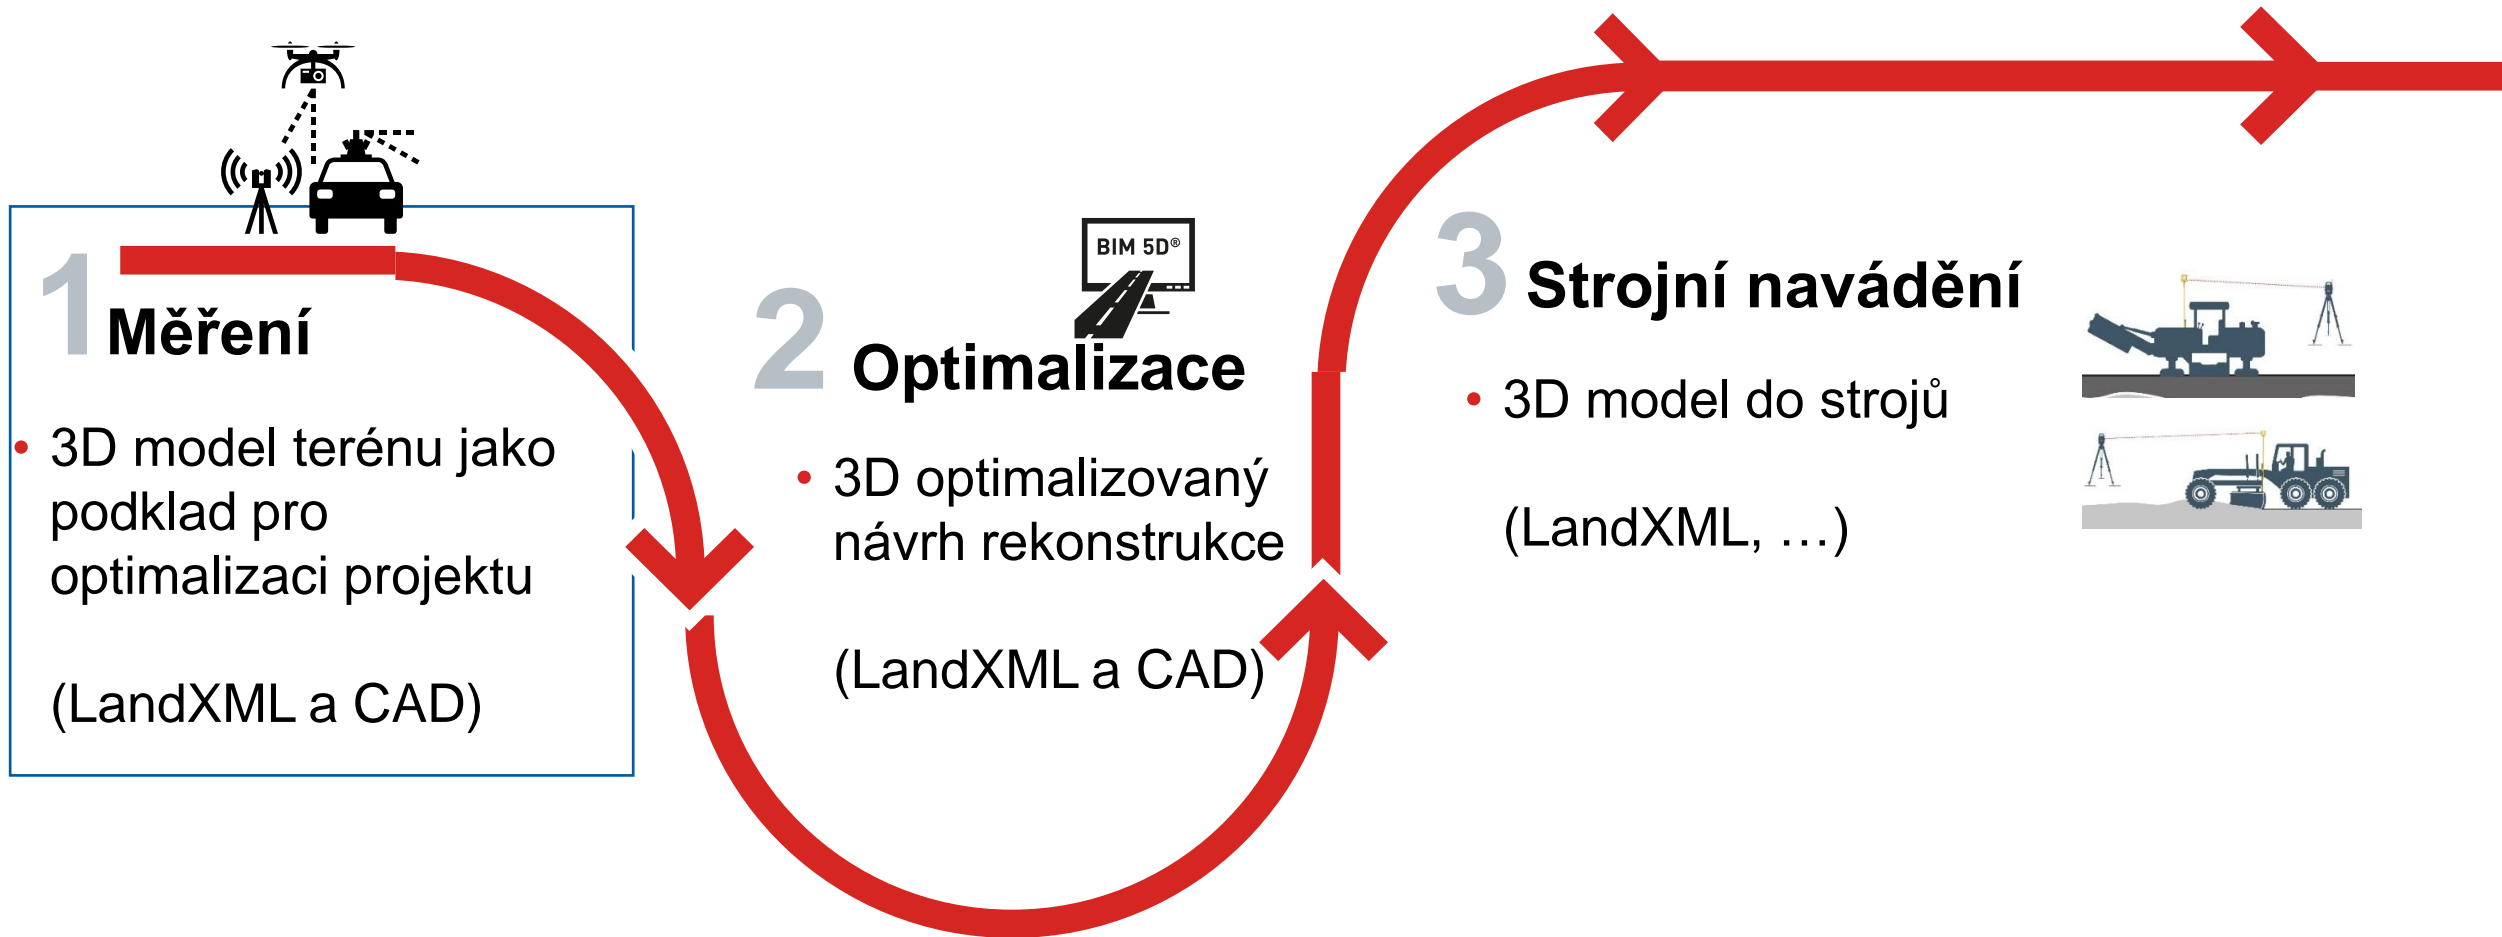 1
Měření
• 3D model terénu jako
podklad pro
optimalizaci projektu
(LandXML a CAD)
BIM 5D®
2
Optimalizace
• 3D optimalizovaný
návrh rekonstrukce
(LandXML a CAD)
3
Strojní navádění
• 3D model do strojů
(LandXML, …)